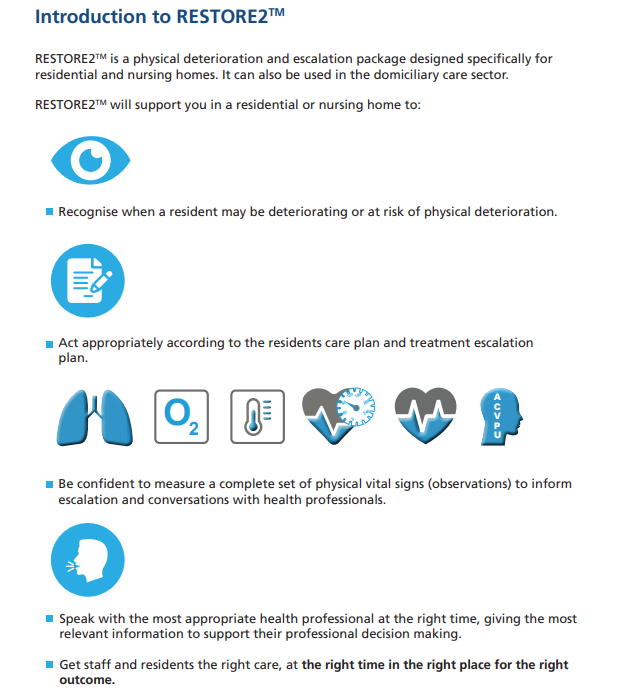 Introduction to RESTORE2™
RESTORE2™ is a physical deterioration and escalation package designed specifically for
residential and nursing homes. It can also be used in the domiciliary care sector.
RESTORE2™ will support you in a residential or nursing home to:
Recognise when a resident may be deteriorating or at risk of physical deterioration.
Act appropriately according to the residents care plan and treatment escalation
plan.
O2
A
C
V
P
U
Be confident to measure a complete set of physical vital signs (observations) to inform
escalation and conversations with health professionals.
Speak with the most appropriate health professional at the right time, giving the most
relevant information to support their professional decision making.
Get staff and residents the right care, at the right time in the right place for the right
outcome.